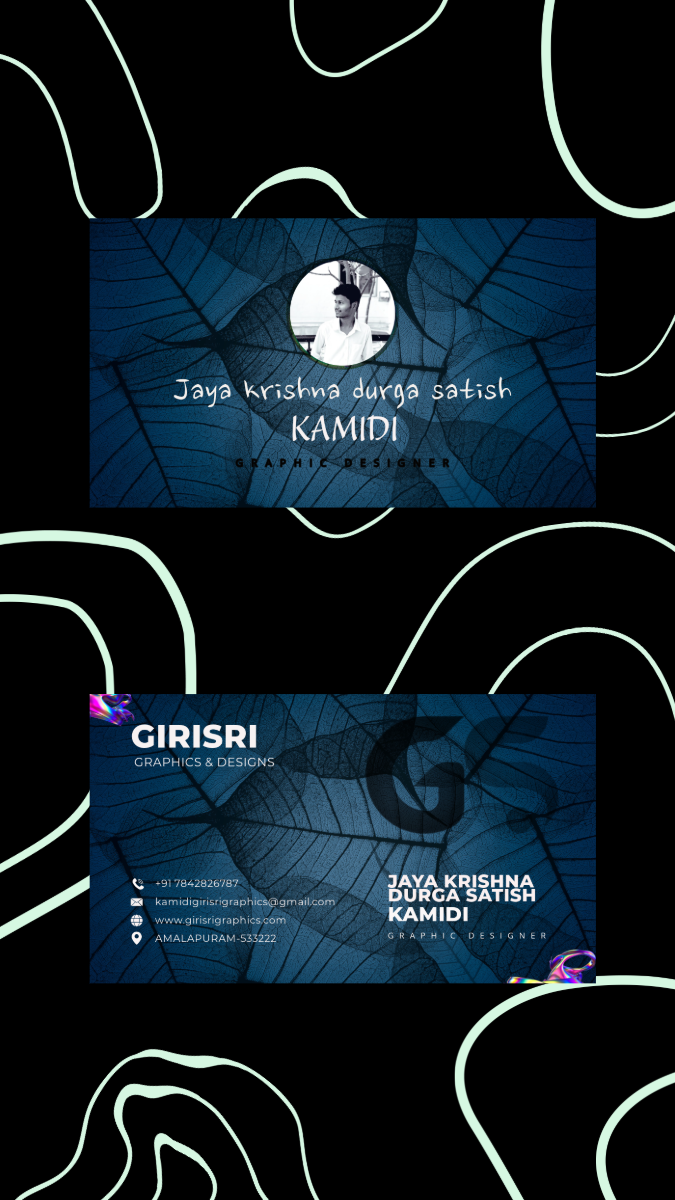 Jaya krishna durga satish
KAMIDI
GRAPHIC DESIGNER
GIRISRI
GRAPHICS & DESIGNS
GS
+91 7842826787
kamidigirisrigraphics@gmail.com
www.girisrigraphics.com
AMALAPURAM-533222
JAYA KRISHNA
DURGA SATISH
KAMIDI
GRAPHIC DESIGNER